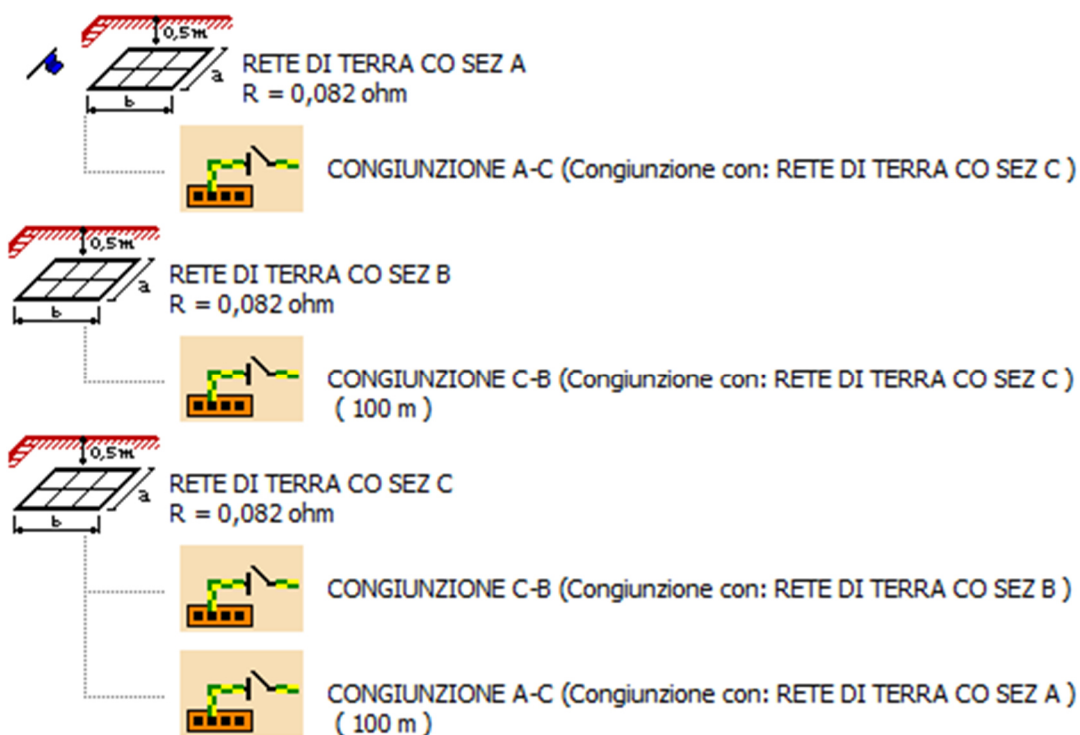 0,5m
a
b
RETE DI TERRA CO SEZ A
R = 0,082 ohm
CONGIUNZIONE A-C (Congiunzione con: RETE DI TERRA CO SEZ C )
0,5m
a
b
RETE DI TERRA CO SEZ B
R = 0,082 ohm
CONGIUNZIONE C-B (Congiunzione con: RETE DI TERRA CO SEZ C )
( 100 m )
0,5m
a
b
RETE DI TERRA CO SEZ C
R = 0,082 ohm
CONGIUNZIONE C-B (Congiunzione con: RETE DI TERRA CO SEZ B )
CONGIUNZIONE A-C (Congiunzione con: RETE DI TERRA CO SEZ A )
( 100 m )